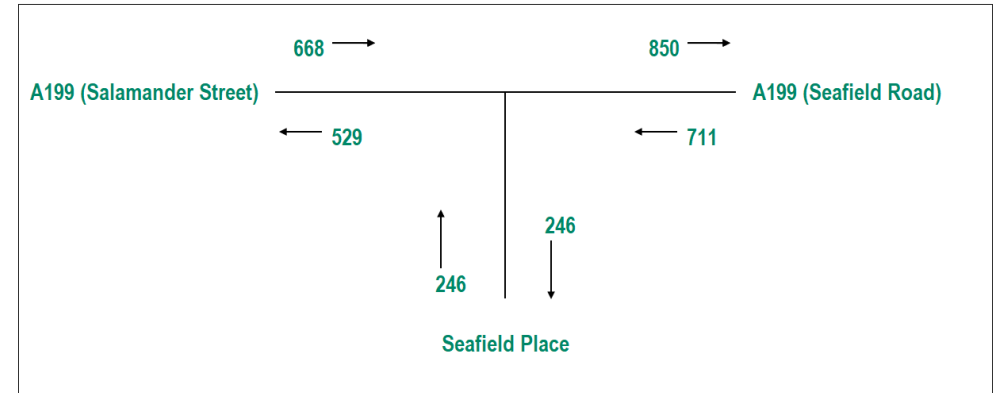 668
850
A199 (Salamander Street)
A199 (Seafield Road)
529
711
246
246
Seafield Place